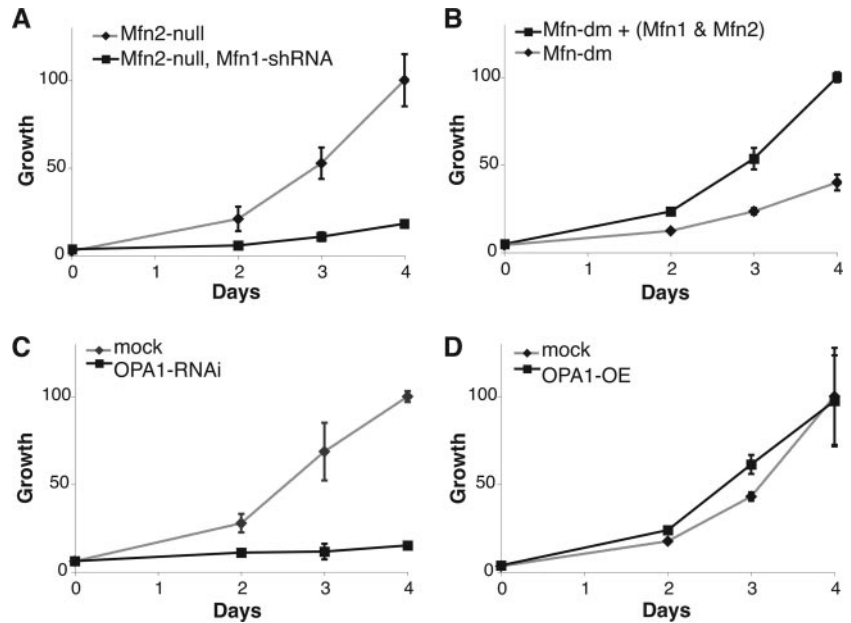 A
Mfn2-null
Mfn2-null, Mfn1-shRNA
Growth
100
50
0
0 1 2 3 4
Days
B
Mfn-dm + (Mfn1 & Mfn2)
Mfn-dm
Growth
100
50
0
0 1 2 3 4
Days
C
mock
OPA1-RNAi
Growth
100
50
0
0 1 2 3 4
Days
D
mock
OPA1-OE
Growth
100
50
0
0 1 2 3 4
Days